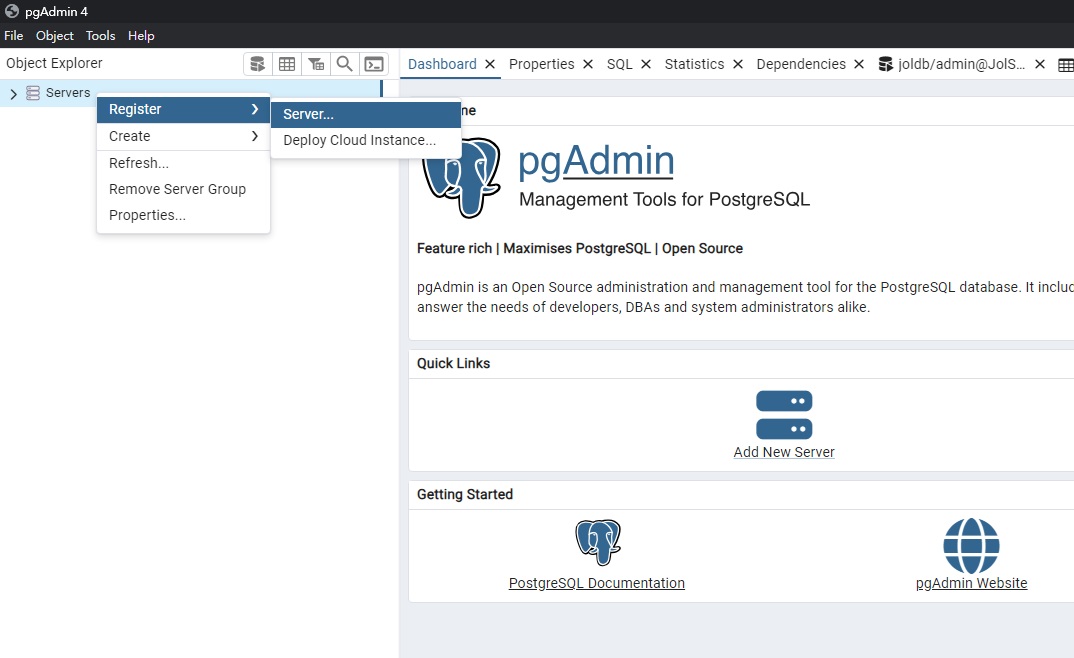 pgAdmin 4
File Object Tools Help
Object Explorer
Dashboard Properties SQL Statistics Dependencies joldb/admin@JolS...
Servers
Register
Create
Refresh...
Remove Server Group
Properties...
Server...
Deploy Cloud Instance...
pgAdmin
Management Tools for PostgreSQL
Feature rich | Maximises PostgreSQL | Open Source
pgAdmin is an Open Source administration and management tool for the PostgreSQL database. It
answer the needs of developers, DBAs and system administrators alike.
Quick Links
Add New Server
Getting Started
PostgreSQL Documentation
pgAdmin Website